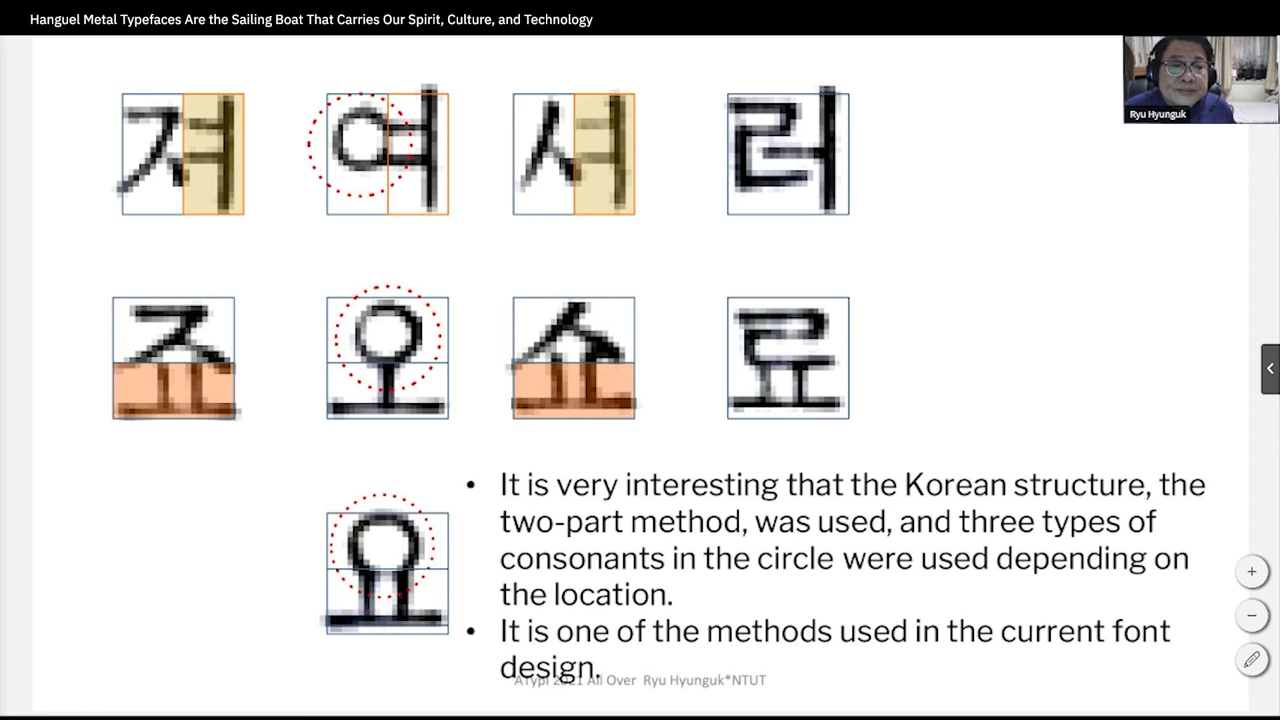 Hanguel Metal Typefaces Are the Sailing Boat That Carries Our Spirit, Culture, and Technology
Ryu Hyunguk
져 여 셔 러
죠 오 쇼 료
요
• It is very interesting that the Korean structure, the
two-part method, was used, and three types of
consonants in the circle were used depending on
the location.
• It is one of the methods used in the current font
design.
ATypI 2021 All Over Ryu Hyunguk*NTUT